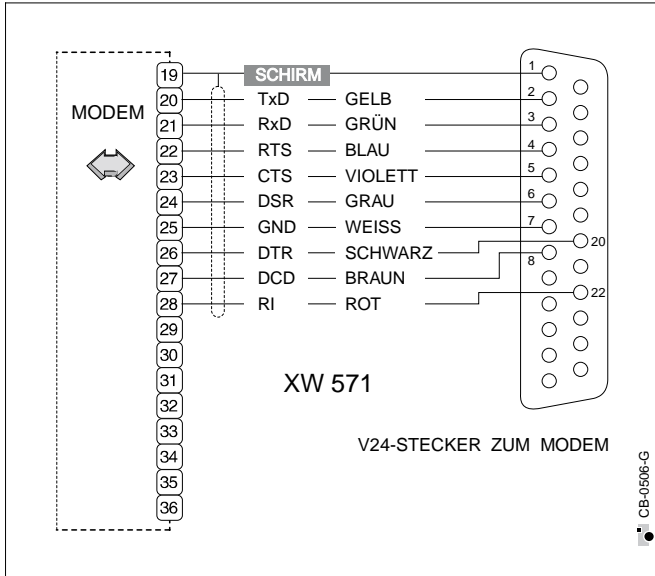 19 SCHIRM 1
20 TxD GELB 2
MODEM
21 RxD GRÜN 3
22 RTS BLAU 4
23 CTS VIOLETT 5
24 DSR GRAU 6
25 GND WEISS 7
26 DTR SCHWARZ 20
27 DCD BRAUN 8
28 RI ROT 22
29
30
31
XW 571
32
33
34
V24-STECKER ZUM MODEM
35
36
CB-0506-G